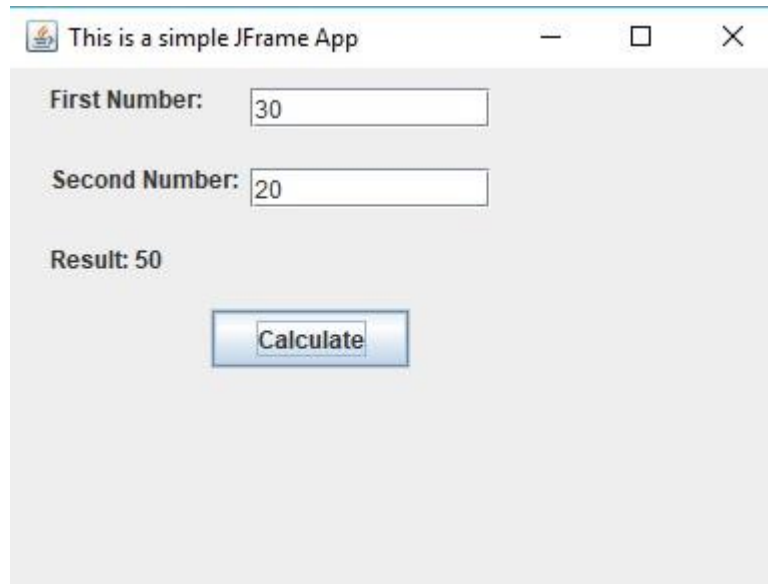 This is a simple JFrame App
First Number: 30
Second Number: 20
Result: 50
Calculate